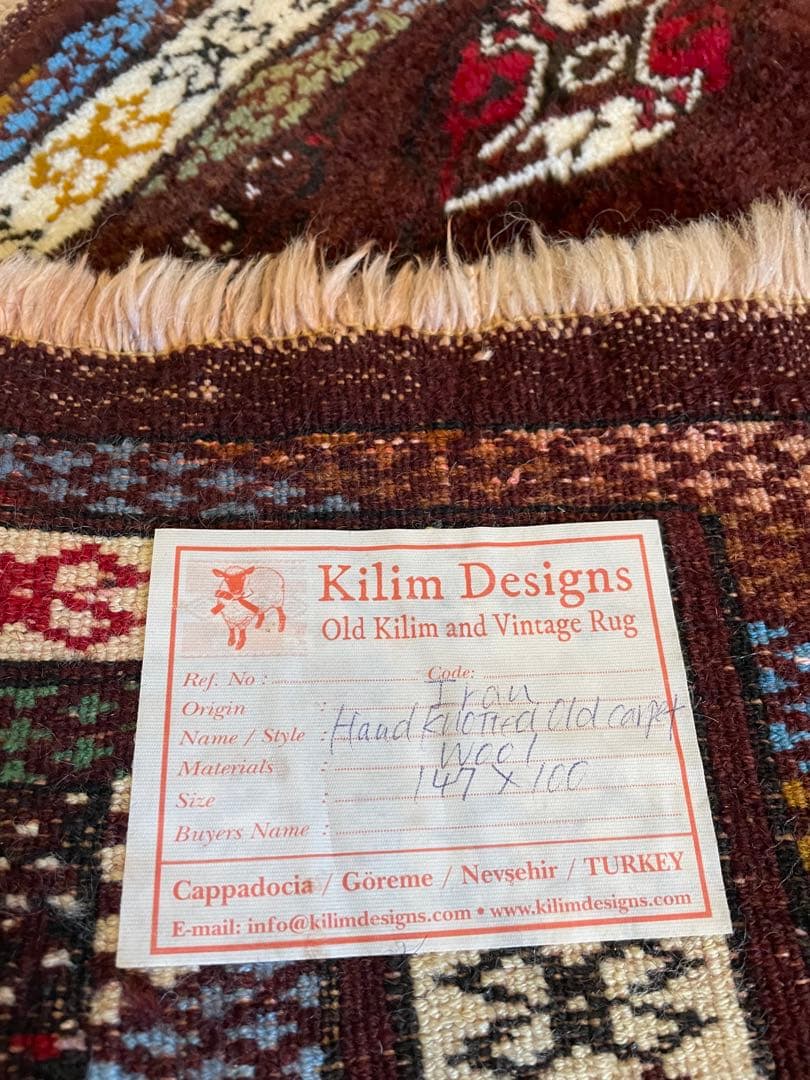 Kilim Designs
Old Kilim and Vintage Rug
Ref. No : Code:
Origin : Iran
Name / Style : Hand Knotted Old carpet
Materials : Wool
Size : 147 x 100
Buyers Name :
Cappadocia / Göreme / Nevşehir / TURKEY
E-mail: info@kilimdesigns.com • www.kilimdesigns.com